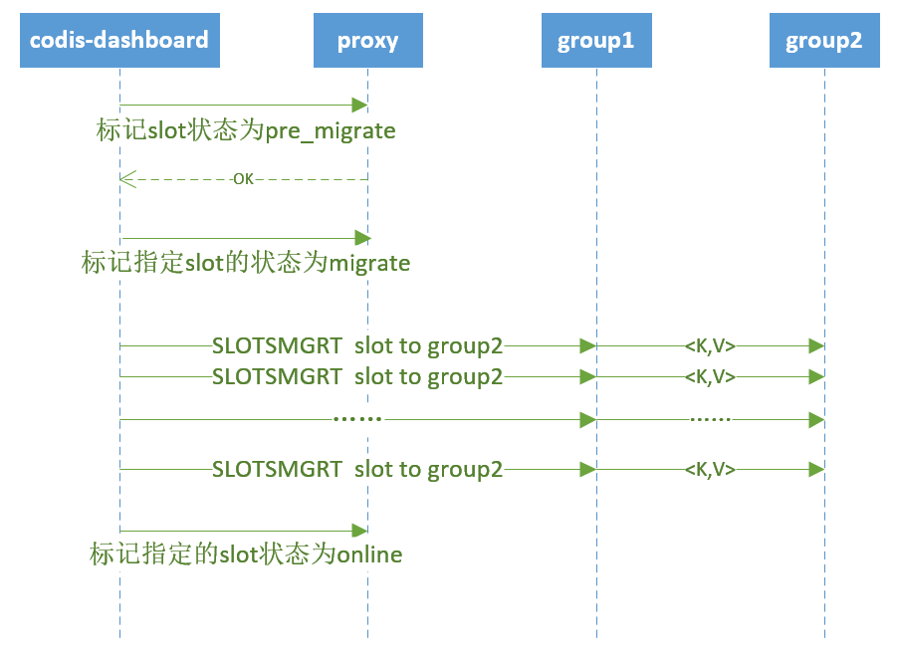 codis-dashboard
proxy
group1
group2
标记slot状态为pre_migrate
OK
标记指定slot的状态为migrate
SLOTSMGRT slot to group2
<K,V>
SLOTSMGRT slot to group2
<K,V>
……
……
SLOTSMGRT slot to group2
<K,V>
标记指定的slot状态为online